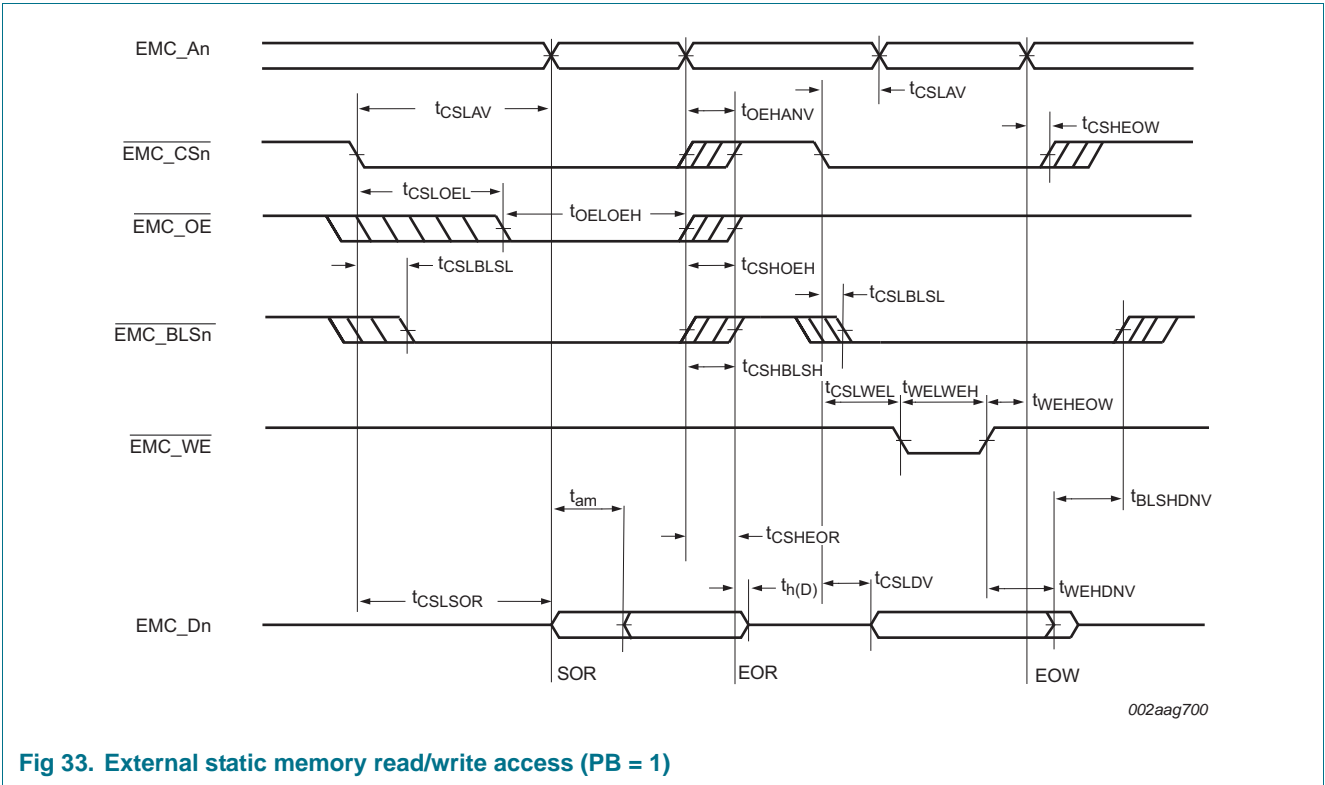 EMC_An
tCSLAV
tCSLAV
tOEHANV
tCSHEOW
EMC_CSn
tCSLOEL
tOELOEH
EMC_OE
tCSLBLSL
tCSHOEH
tCSLBLSL
EMC_BLSn
tCSHBLSH
tCSLWEL
tWELWEH
tWEHEOW
EMC_WE
tam
tBLSHDNV
tCSHEOR
th(D)
tCSLDV
tWEHDNV
tCSLSOR
EMC_Dn
SOR
EOR
EOW
002aag700
Fig 33. External static memory read/write access (PB = 1)